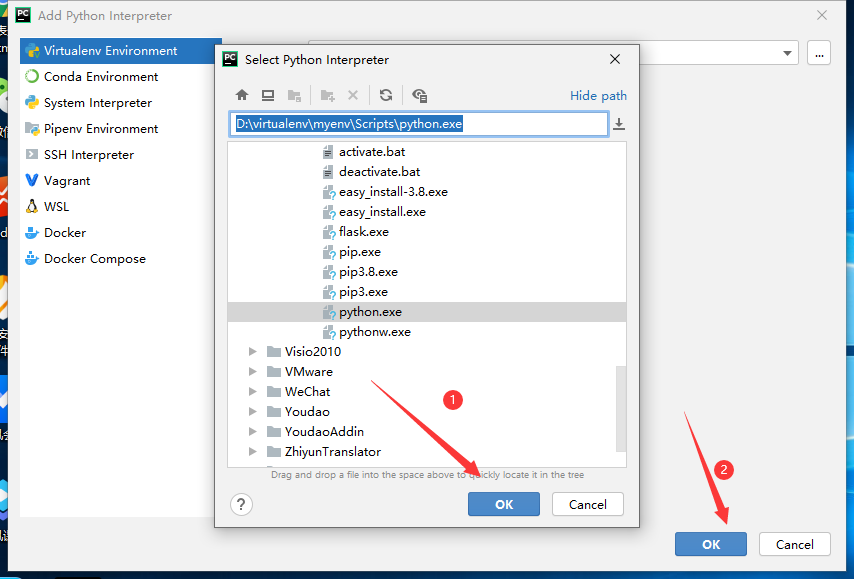 PC Add Python Interpreter
Virtualenv Environment
Conda Environment
System Interpreter
Pipenv Environment
SSH Interpreter
Vagrant
WSL
Docker
Docker Compose
...
PC Select Python Interpreter
Hide path
D:\virtualenv\myenv\Scripts\python.exe
activate.bat
deactivate.bat
easy_install-3.8.exe
easy_install.exe
flask.exe
pip.exe
pip3.8.exe
pip3.exe
python.exe
pythonw.exe
Visio2010
VMware
WeChat
Youdao
YoudaoAddin
ZhiyunTranslator
1
Drag and drop a file into the space above to quickly locate it in the tree
? OK Cancel
2
OK Cancel